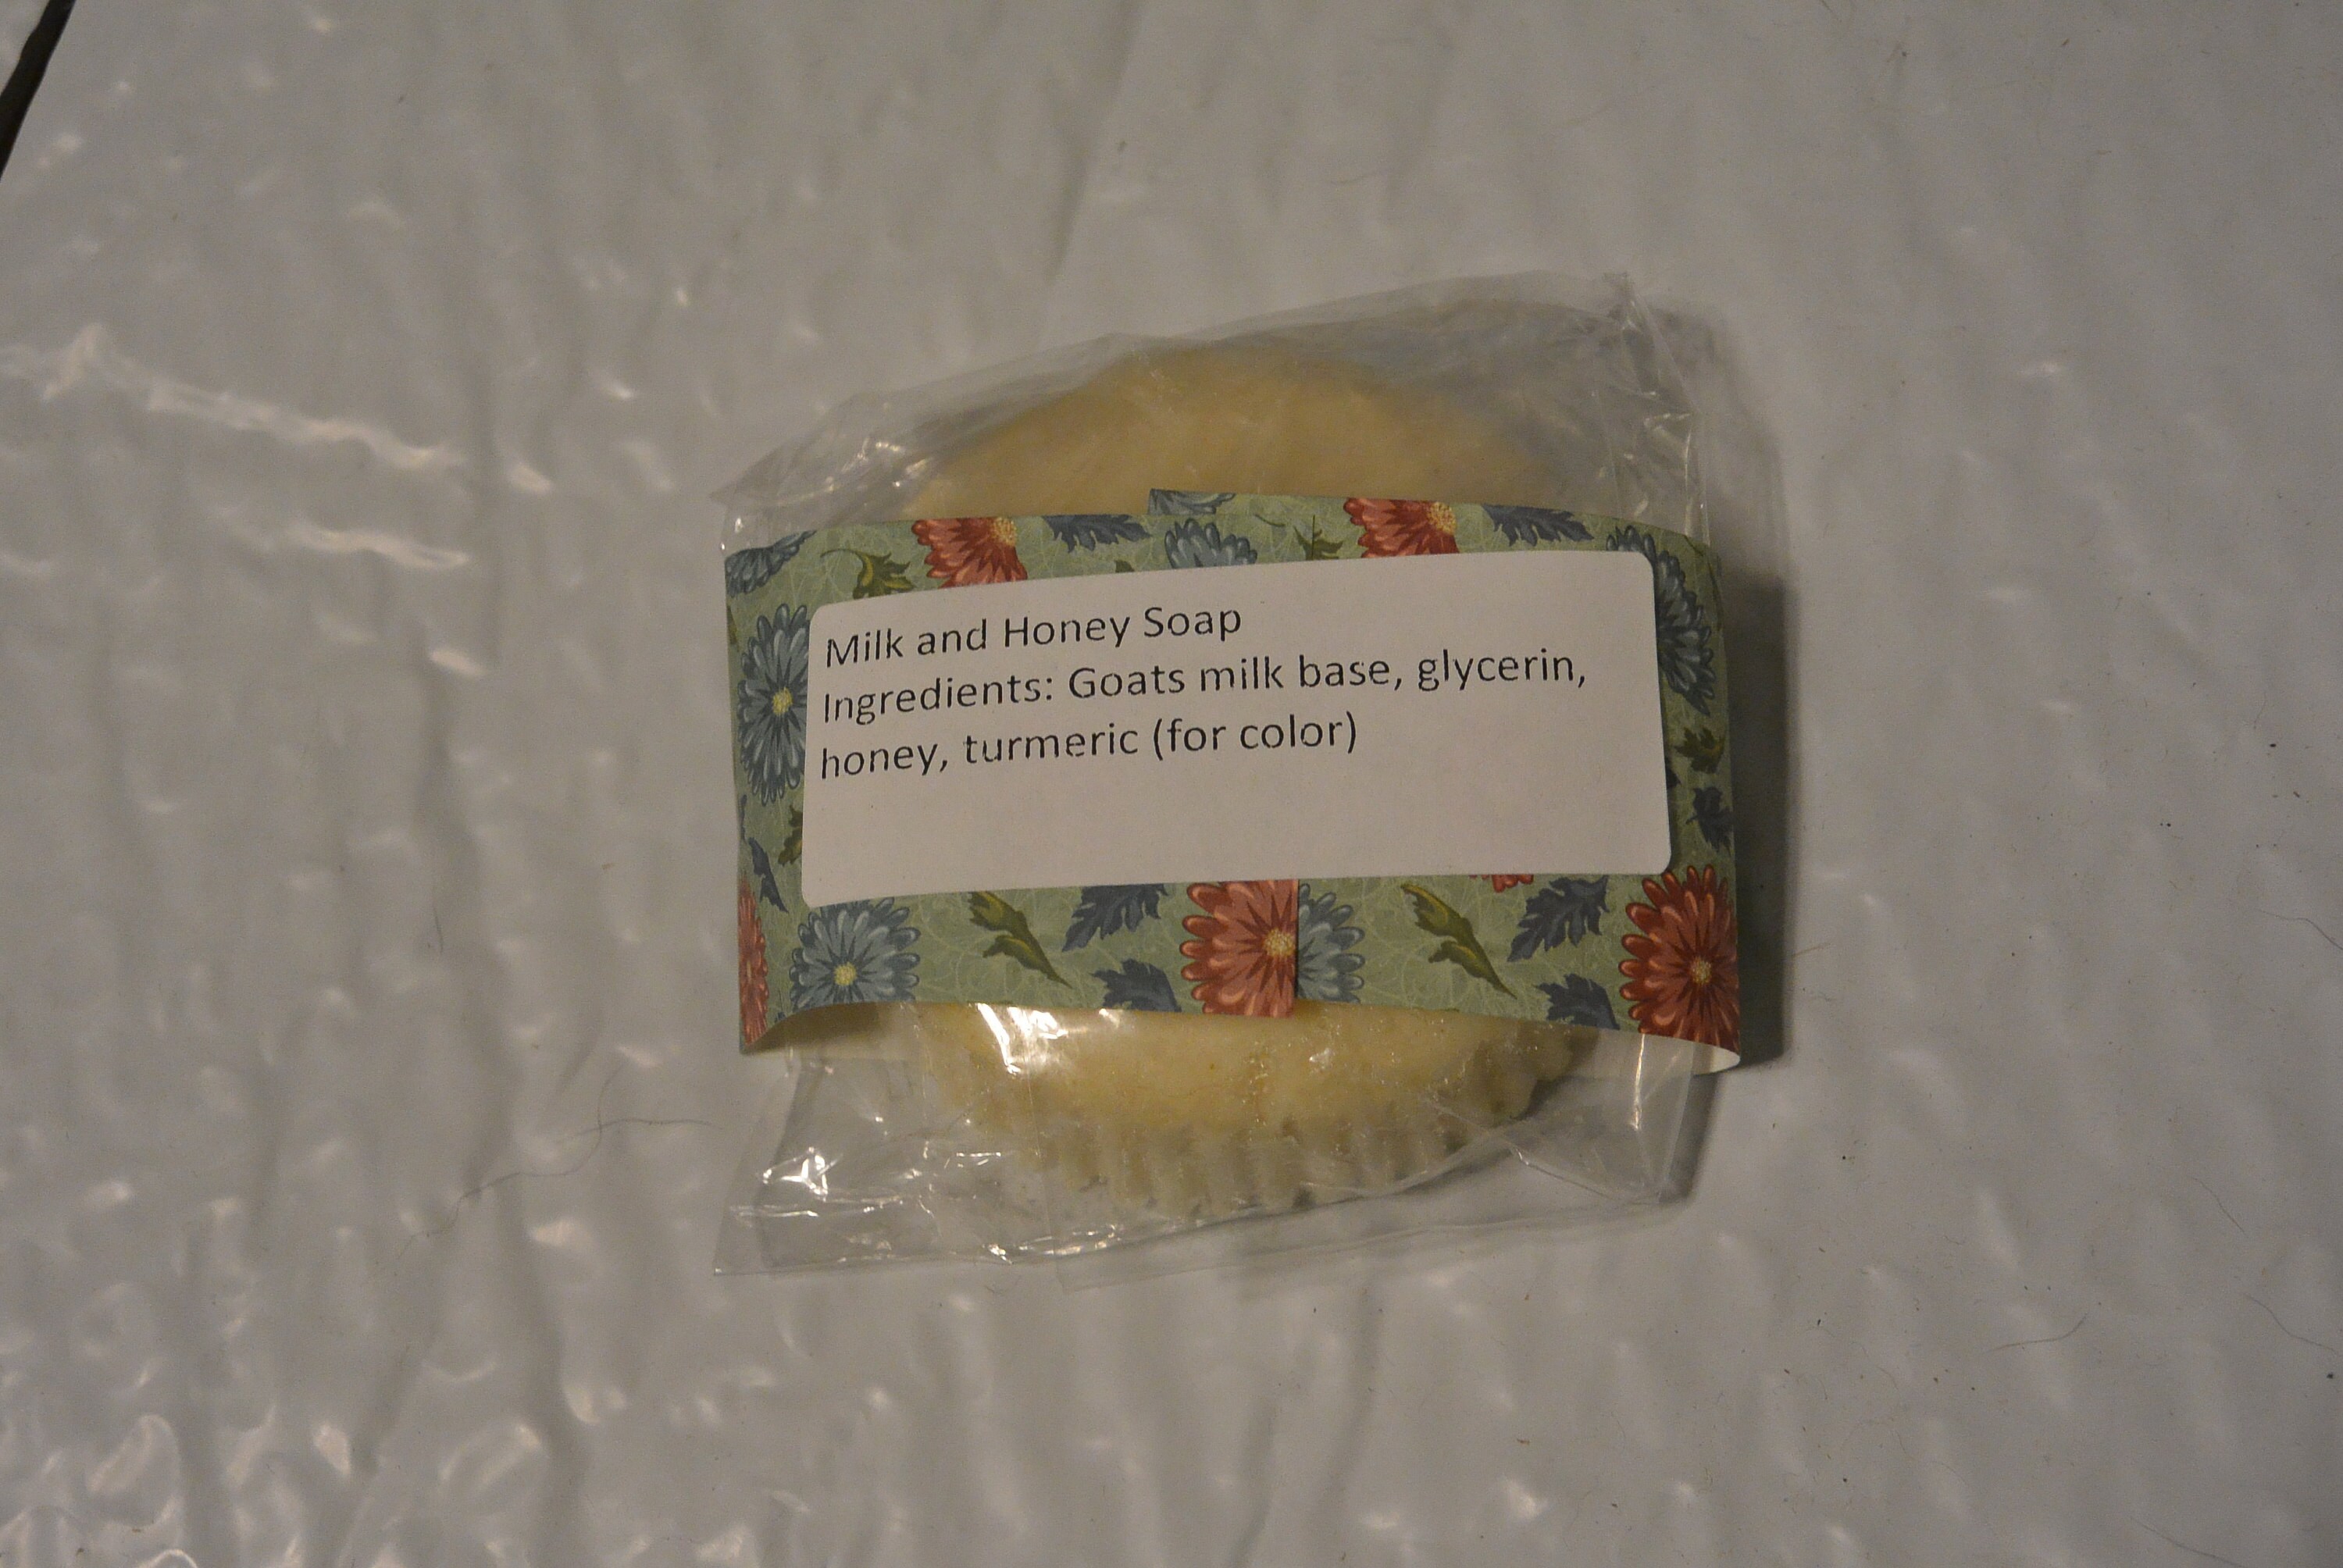 Milk and Honey Soap
Ingredients: Goats milk base, glycerin,
honey, turmeric (for color)